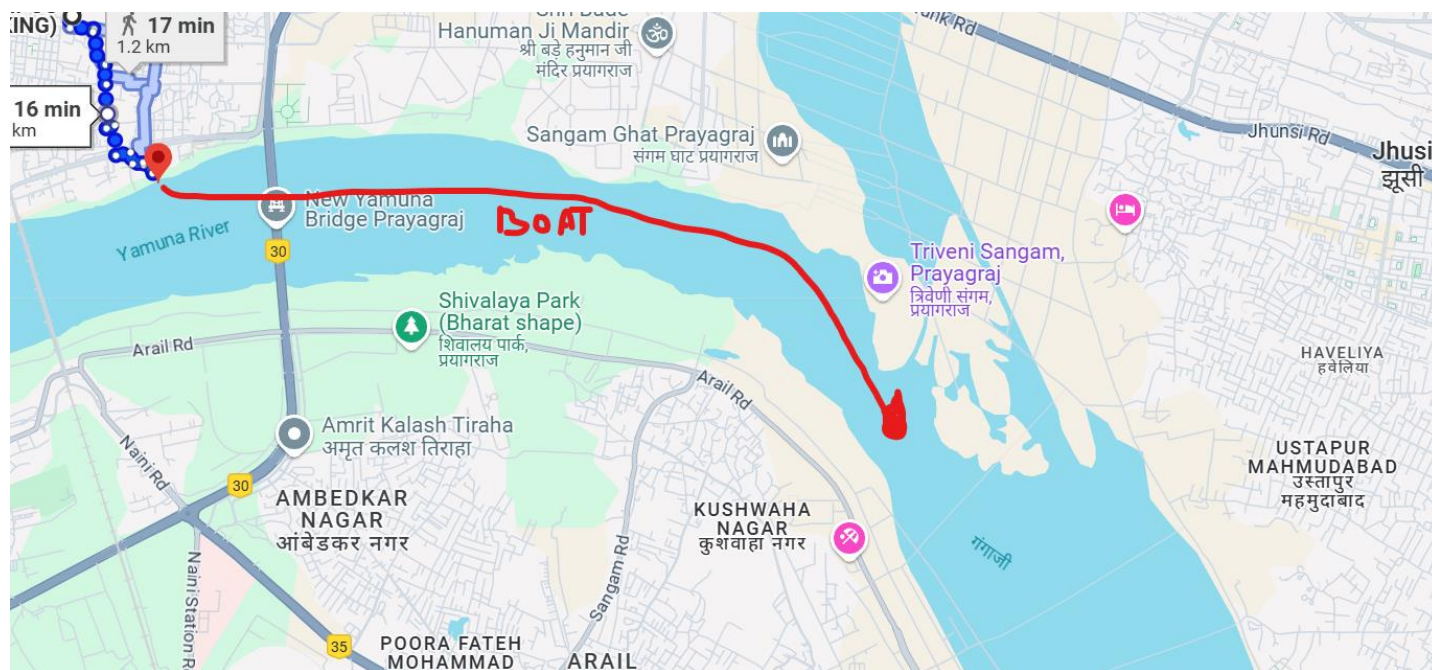 KING)
17 min
1.2 km
16 min
km
Hanuman Ji Mandir
श्री बड़े हनुमान जी
मंदिर प्रयागराज
Sangam Ghat Prayagraj
संगम घाट प्रयागराज
Jhunsi Rd
Jhusi
झूसी
New Yamuna
Bridge Prayagraj
BOAT
Yamuna River
30
Triveni Sangam,
Prayagraj
त्रिवेणी संगम,
प्रयागराज
Shivalaya Park
(Bharat shape)
शिवालय पार्क,
प्रयागराज
Arail Rd
HAVELIYA
हवेलिया
Arail Rd
Amrit Kalash Tiraha
अमृत कलश तिराहा
Naini Rd
30
AMBEDKAR
NAGAR
आंबेडकर नगर
USTAPUR
MAHMUDABAD
उस्तापुर
महमुदाबाद
KUSHWAHA
NAGAR
कुशवाहा नगर
गंगाजी
Naini Station R
Sangam Rd
35
POORA FATEH
MOHAMMAD
ARAIL